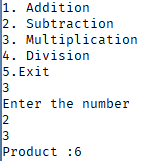 1. Addition
2. Subtraction
3. Multiplication
4. Division
5.Exit
3
Enter the number
2
3
Product :6